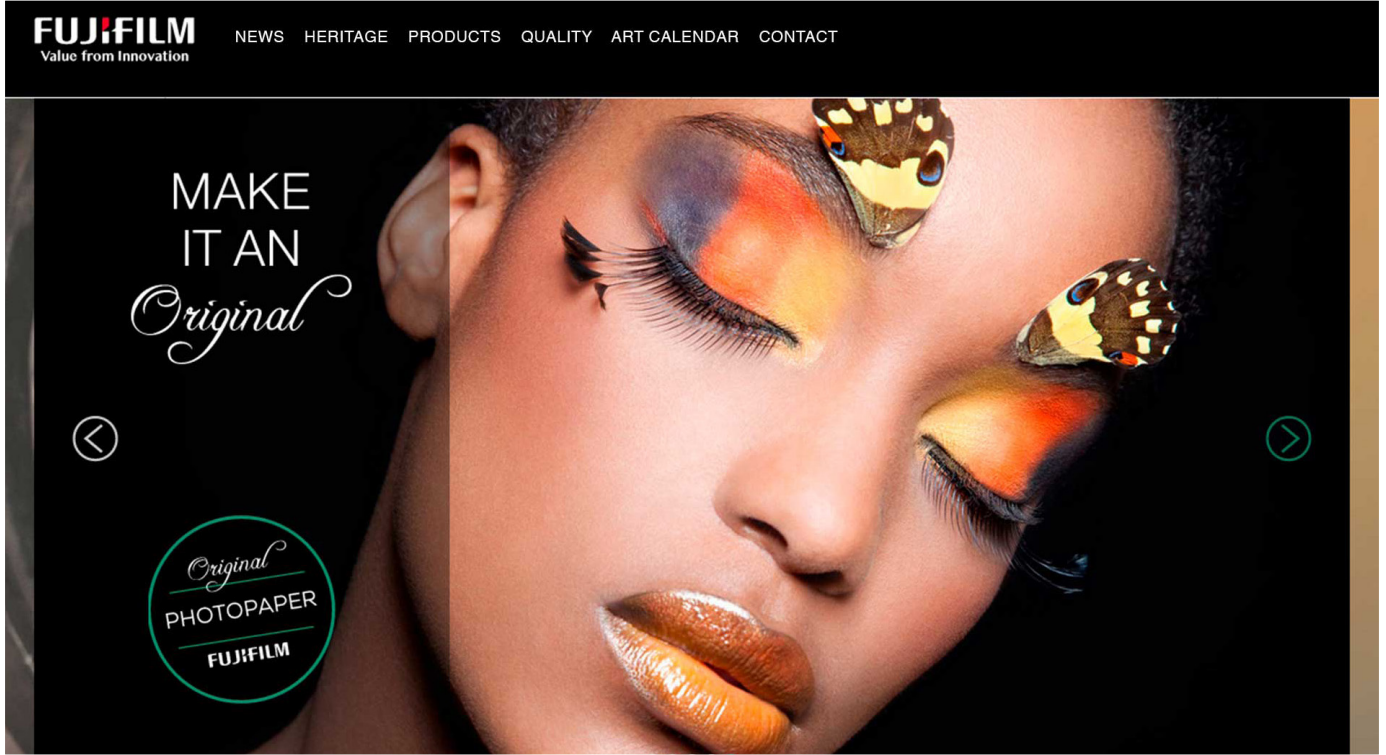 FUJIFILM
Value from Innovation
NEWS HERITAGE PRODUCTS QUALITY ART CALENDAR CONTACT
MAKE
IT AN
Original
Original
PHOTOPAPER
FUJIFILM